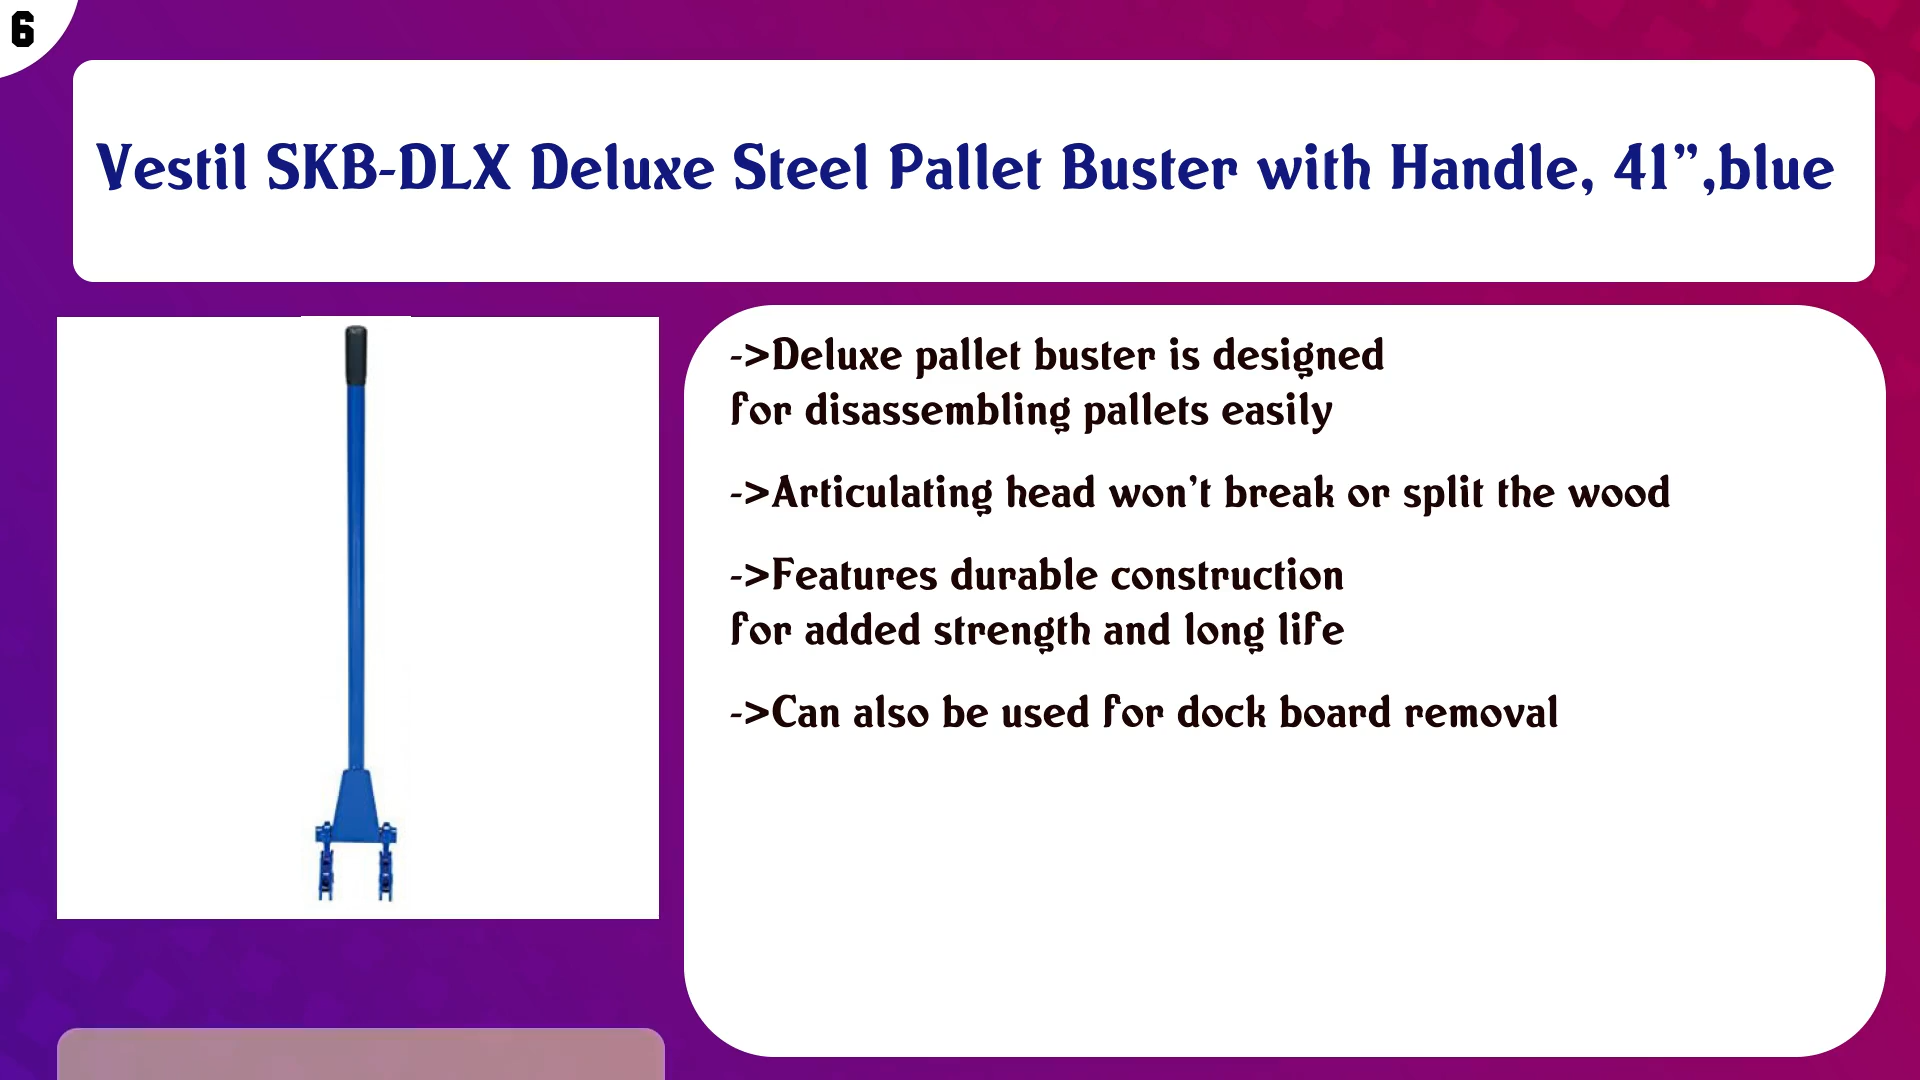 6
Vestil SKB-DLX Deluxe Steel Pallet Buster with Handle, 41”,blue
->Deluxe pallet buster is designed
for disassembling pallets easily
->Articulating head won’t break or split the wood
->Features durable construction
for added strength and long life
->Can also be used for dock board removal